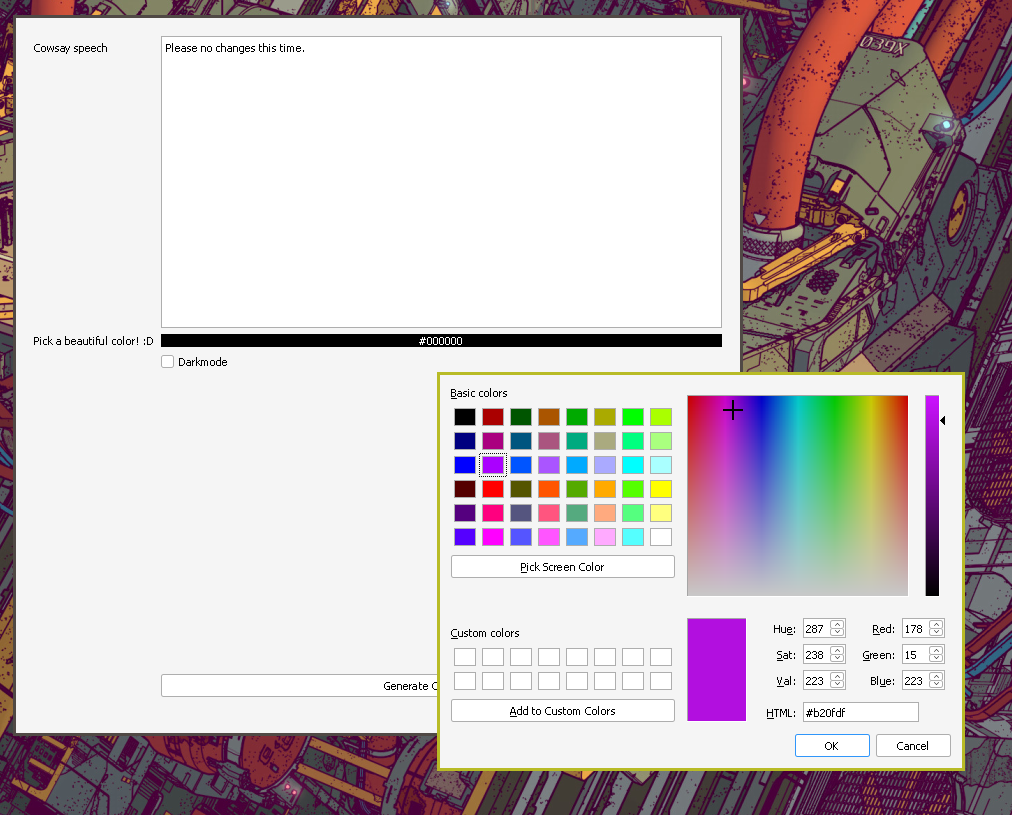 Cowsay speech
Please no changes this time.
039X
Pick a beautiful color! :D
#000000
Darkmode
Basic colors
Pick Screen Color
Custom colors
Add to Custom Colors
Hue: 287
Red: 178
Sat: 238
Green: 15
Val: 223
Blue: 223
HTML: #b20fdf
OK
Cancel
Generate C